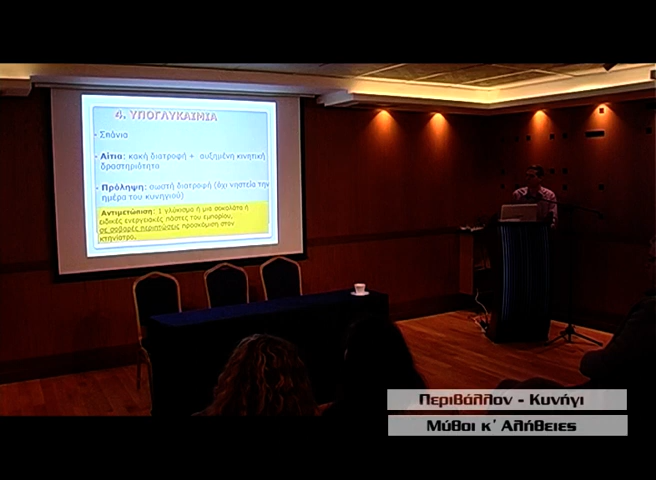 4. ΥΠΟΓΛΥΚΑΙΜΙΑ
• Σπάνια
• Αίτια: κακή διατροφή + αυξημένη κινητική
δραστηριότητα
• Πρόληψη: σωστή διατροφή (όχι νηστεία την
ημέρα του κυνηγιού)
Αντιμετώπιση: 1 γλύκισμα ή μια σοκολάτα ή
ειδικές ενεργειακές πάστες του εμπορίου,
σε σοβαρές περιπτώσεις προσκόμιση στον
κτηνίατρο.
Περιβάλλον - Κυνήγι
Μύθοι κ΄ Αλήθειες